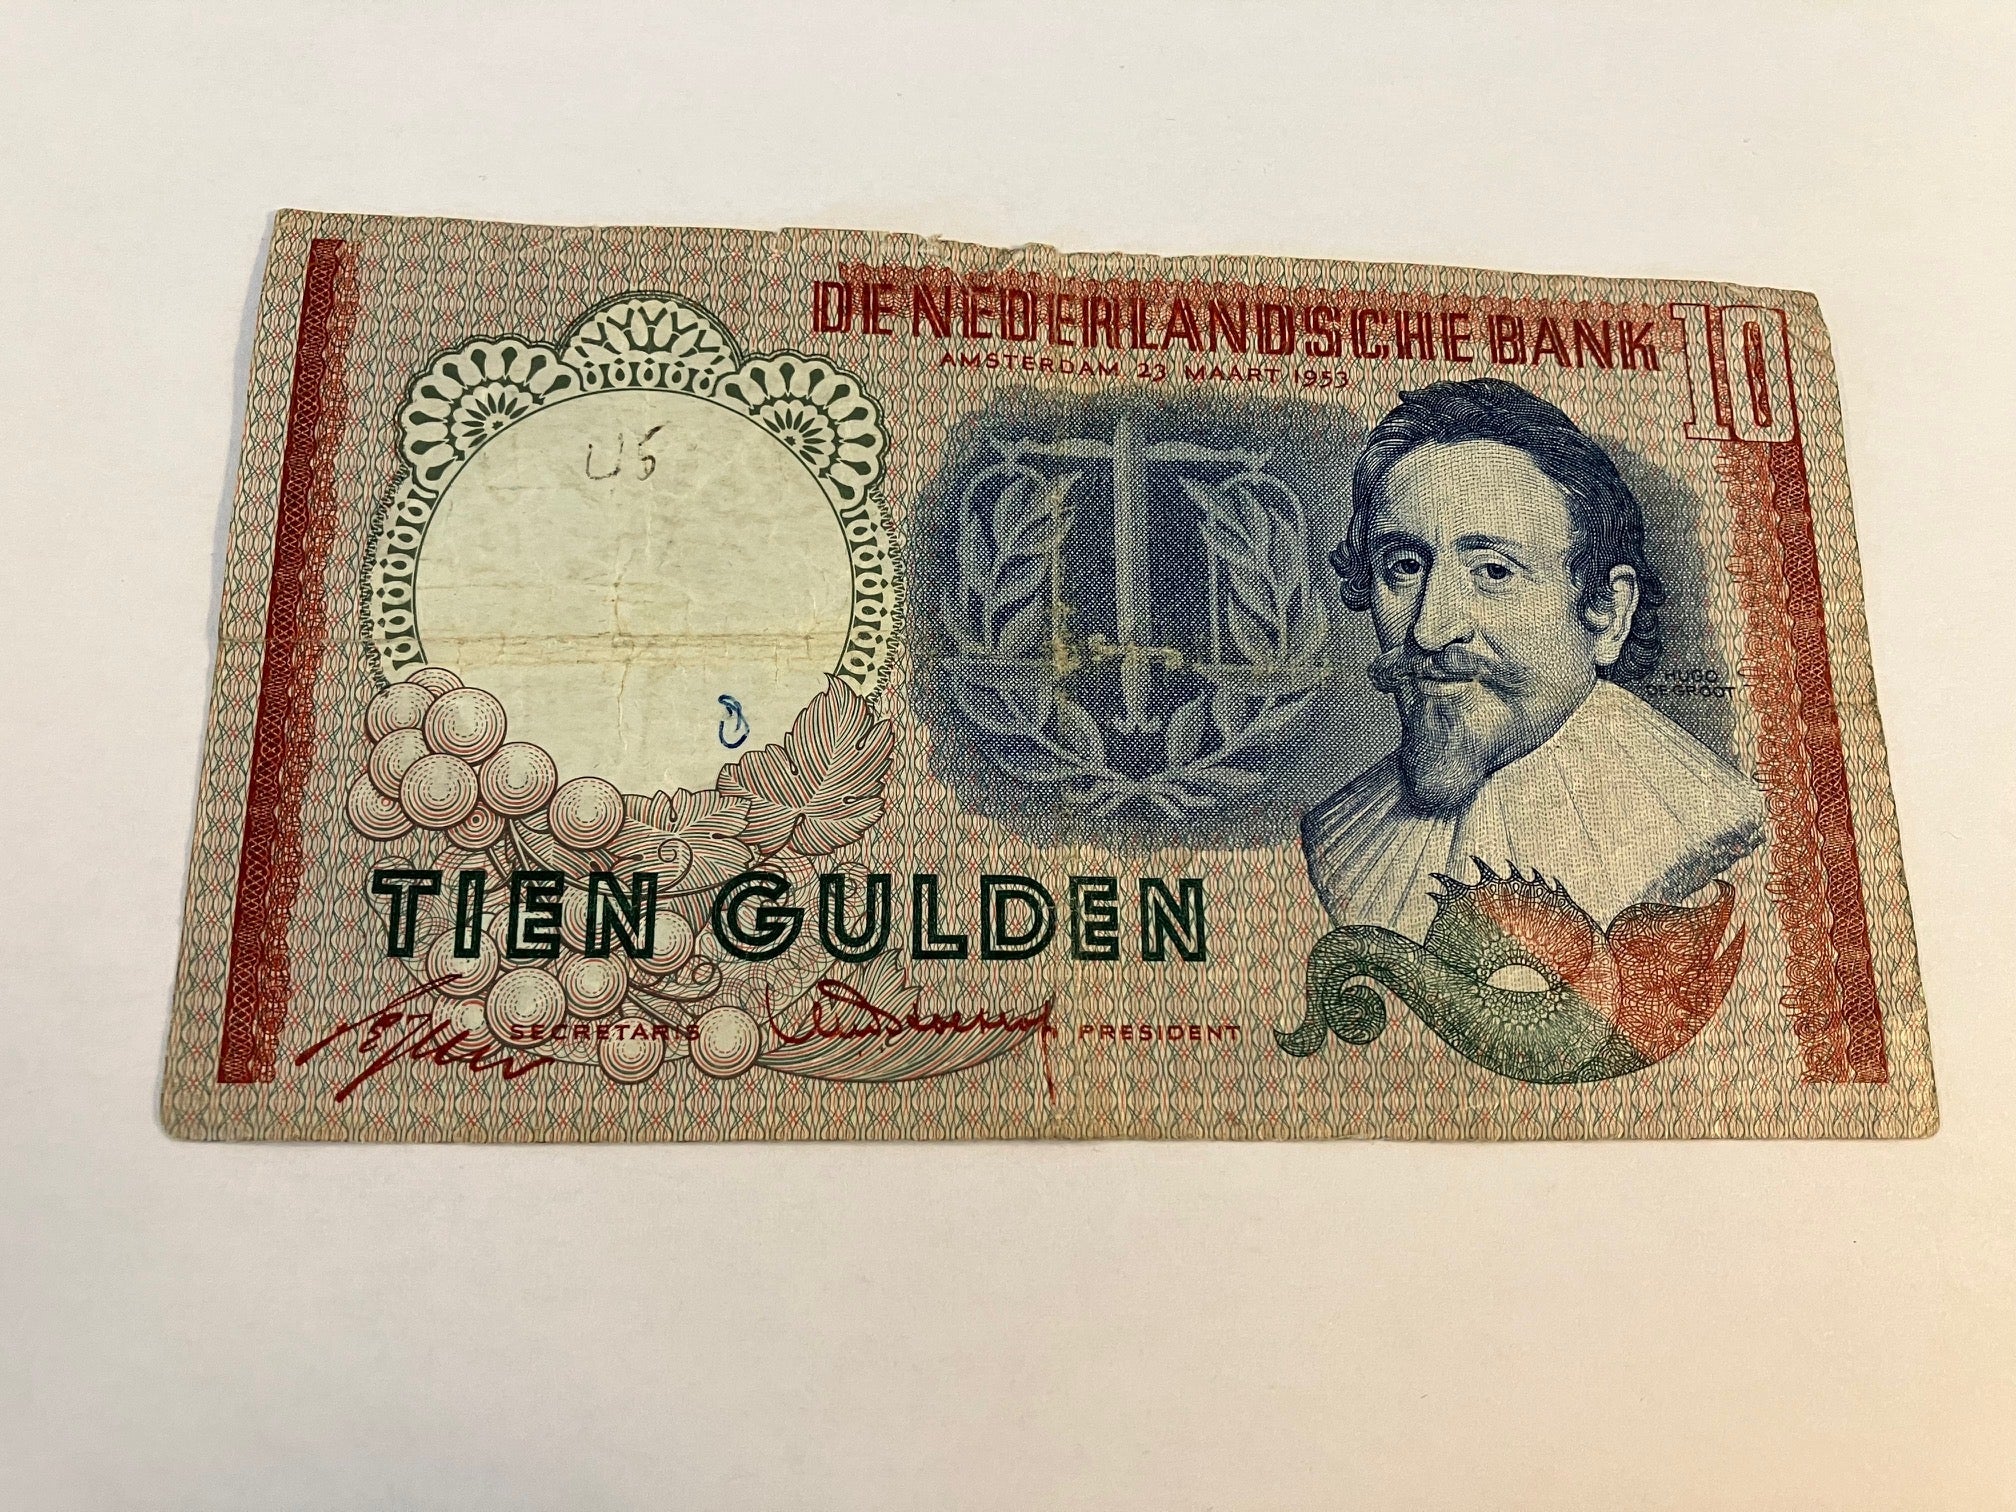 DE NEDERLANDSCHE BANK
10
AMSTERDAM 23 MAART 1953
HUGO
DE GROOT
TIEN GULDEN
SECRETARIS
PRESIDENT